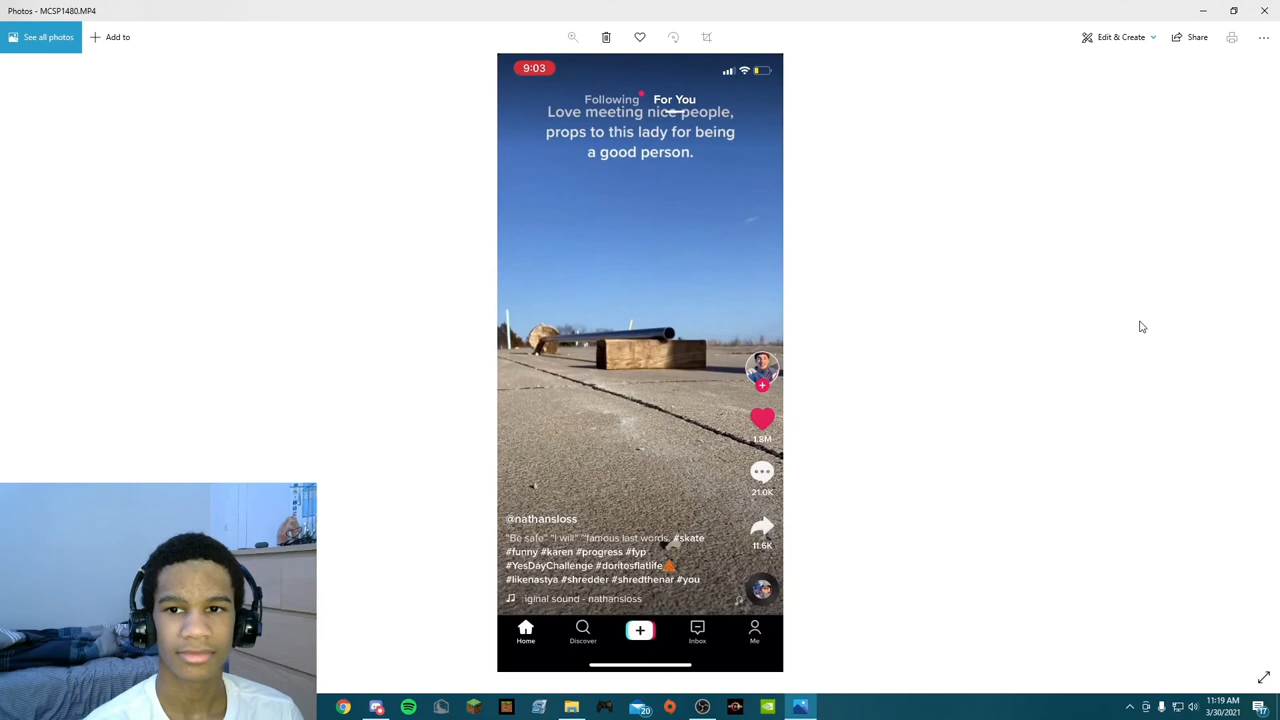 Photos - MCSP1480.MP4
See all photos
Add to
Edit & Create
Share
9:03
Following
For You
Love meeting nice people,
props to this lady for being
a good person.
1.8M
21.0K
11.6K
@nathansloss
"Be safe" "I will" "famous last words. #skate
#funny #karen #progress #fyp
#YesDayChallenge #doritosflatlife
#likenastya #shredder #shredthenar #you
riginal sound - nathansloss
Home
Discover
Inbox
Me
20
11:19 AM
3/30/2021
17